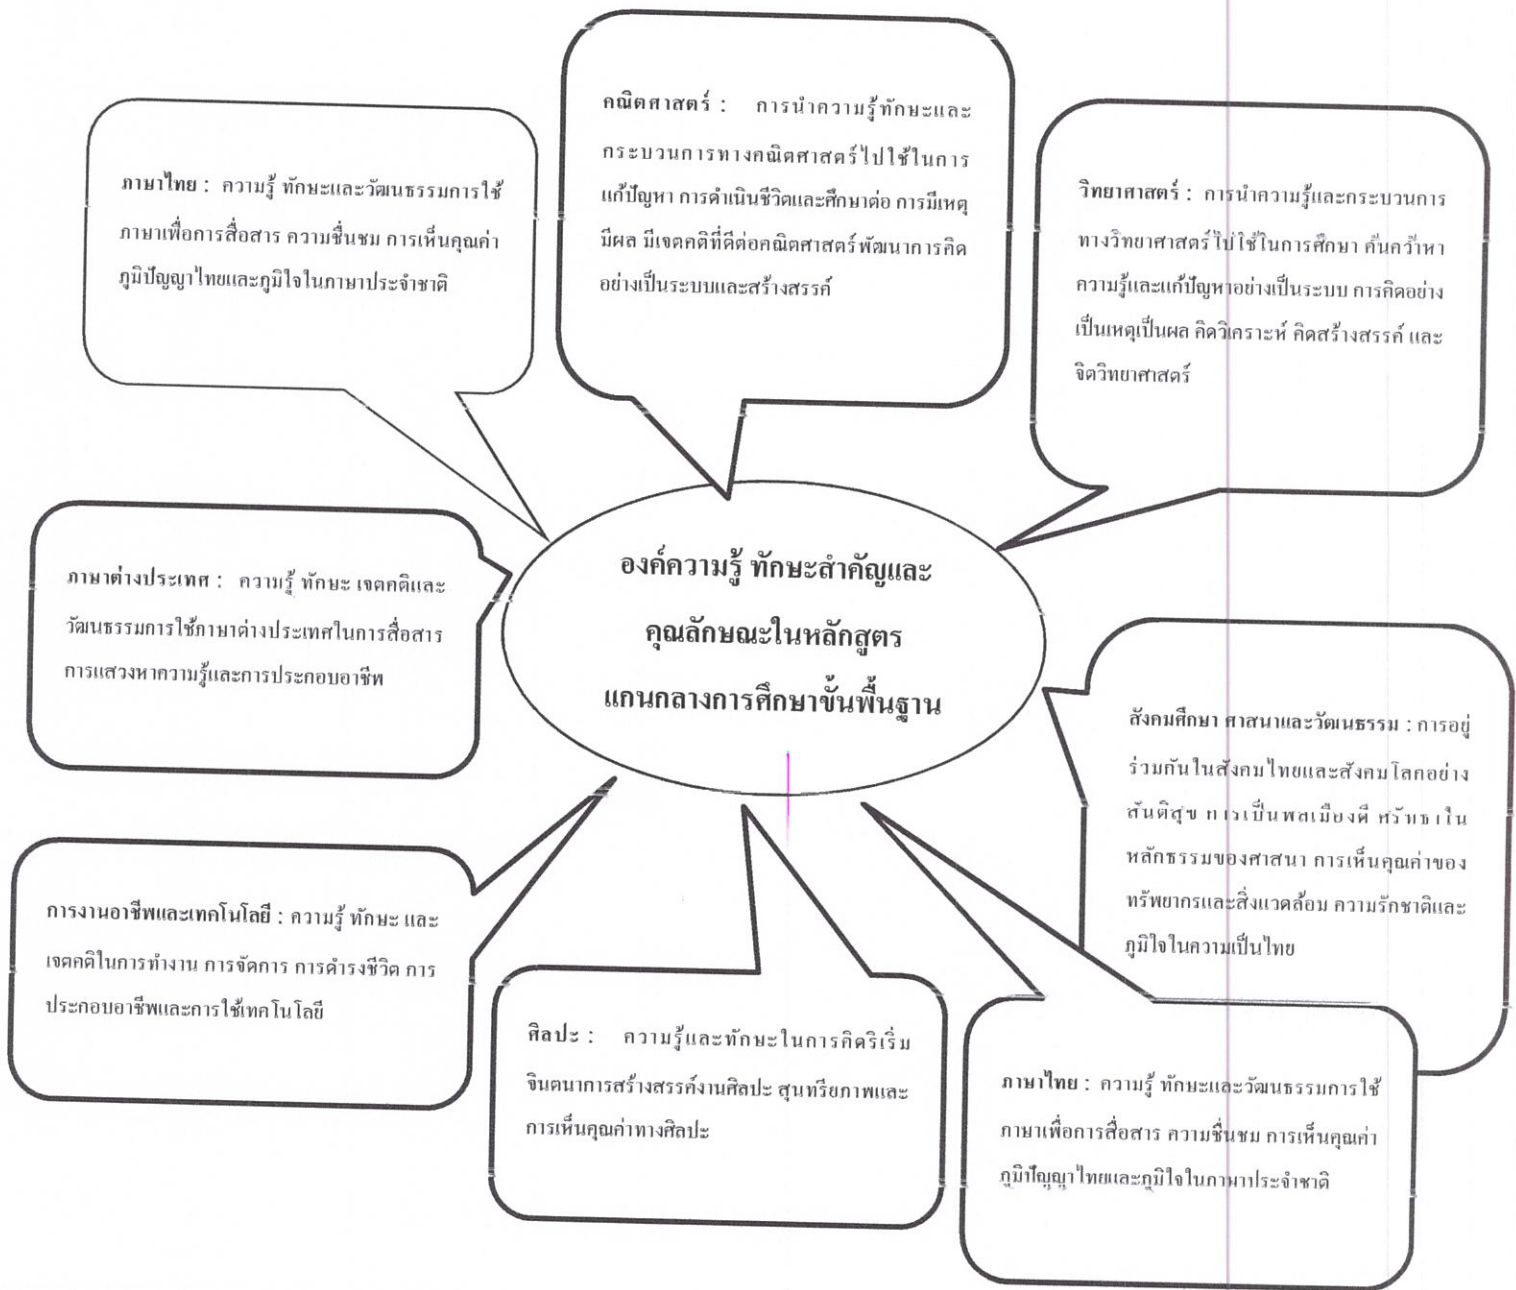 ภาษาไทย : ความรู้ ทักษะและวัฒนธรรมการใช้
ภาษาเพื่อการสื่อสาร ความชื่นชม การเห็นคุณค่า
ภูมิปัญญาไทยและภูมิใจในภาษาประจำชาติ
คณิตศาสตร์ : การนำความรู้ทักษะและ
กระบวนการทางคณิตศาสตร์ไปใช้ในการ
แก้ปัญหา การดำเนินชีวิตและศึกษาต่อ การมีเหตุ
มีผล มีเจตคติที่ดีต่อคณิตศาสตร์พัฒนาการคิด
อย่างเป็นระบบและสร้างสรรค์
วิทยาศาสตร์ : การนำความรู้และกระบวนการ
ทางวิทยาศาสตร์ไปใช้ในการศึกษา ค้นคว้าหา
ความรู้และแก้ปัญหาอย่างเป็นระบบ การคิดอย่าง
เป็นเหตุเป็นผล คิดวิเคราะห์ คิดสร้างสรรค์ และ
จิตวิทยาศาสตร์
องค์ความรู้ ทักษะสำคัญและ
คุณลักษณะในหลักสูตร
แกนกลางการศึกษาขั้นพื้นฐาน
ภาษาต่างประเทศ : ความรู้ ทักษะ เจตคติและ
วัฒนธรรมการใช้ภาษาต่างประเทศในการสื่อสาร
การแสวงหาความรู้และการประกอบอาชีพ
สังคมศึกษา ศาสนาและวัฒนธรรม : การอยู่
ร่วมกันในสังคมไทยและสังคมโลกอย่าง
สันติสุข การเป็นพลเมืองดี ศรัทธาใน
หลักธรรมของศาสนา การเห็นคุณค่าของ
ทรัพยากรและสิ่งแวดล้อม ความรักชาติและ
ภูมิใจในความเป็นไทย
การงานอาชีพและเทคโนโลยี : ความรู้ ทักษะ และ
เจตคติในการทำงาน การจัดการ การดำรงชีวิต การ
ประกอบอาชีพและการใช้เทคโนโลยี
ศิลปะ : ความรู้และทักษะในการคิดริเริ่ม
จินตนาการสร้างสรรค์งานศิลปะ สุนทรียภาพและ
การเห็นคุณค่าทางศิลปะ
ภาษาไทย : ความรู้ ทักษะและวัฒนธรรมการใช้
ภาษาเพื่อการสื่อสาร ความชื่นชม การเห็นคุณค่า
ภูมิปัญญาไทยและภูมิใจในภาษาประจำชาติ